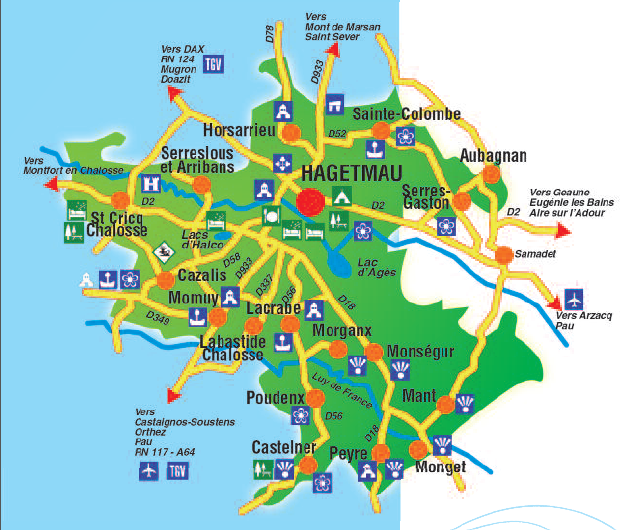 D78
Vers
Mont de Marsan
Saint Sever
Vers DAX
RN 124
Mugron
Doazit
TGV
D933
Sainte-Colombe
Horsarrieu
D52
Aubagnan
Serreslous
et Arribans
Vers
Montfort en Chalosse
HAGETMAU
Serres-
Gaston
Vers Geaune
Eugénie les Bains
Aire sur l'Adour
H
D2
D2
D2
St Cricq
Chalosse
Lacs
d'Halco
Samadet
D58
D933
Lac
d'Agès
Cazalis
D337
D56
D78
Momuy
Lacrabe
Vers Arzacq
Pau
D349
Morganx
Labastide
Chalosse
Monségur
Luy de France
Poudenx
Mant
Vers
Castaignos-Soustens
Orthez
Pau
RN 117 - A64
TGV
D56
D18
Castelner
Peyre
Monget